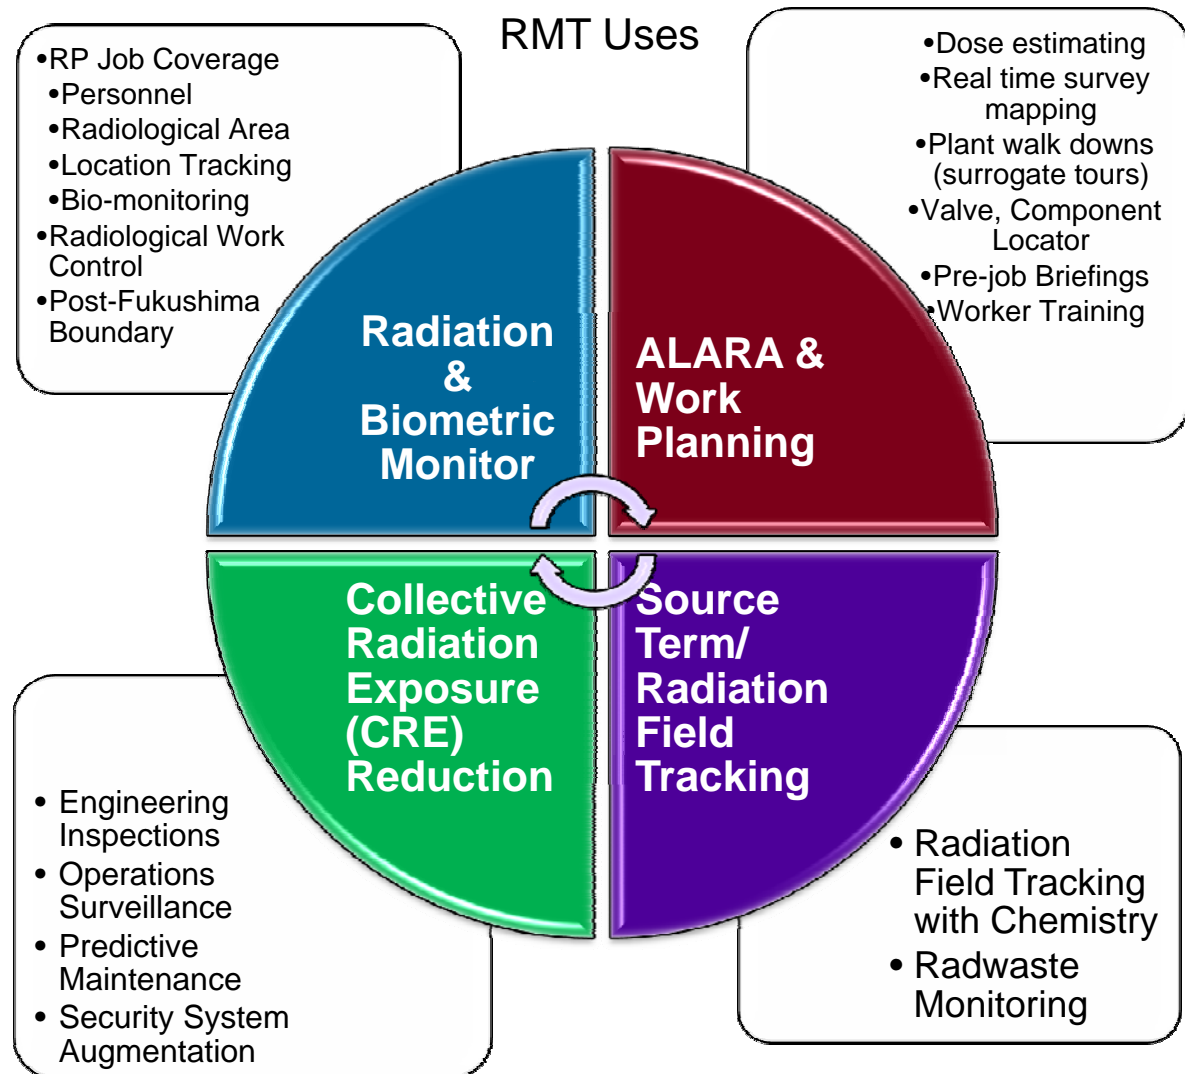 RMT Uses
•RP Job Coverage
•Personnel
•Radiological Area
•Location Tracking
•Bio-monitoring
•Radiological Work
Control
•Post-Fukushima
Boundary
•Dose estimating
•Real time survey
mapping
•Plant walk downs
(surrogate tours)
•Valve, Component
Locator
•Pre-job Briefings
•Worker Training
Radiation
&
Biometric
Monitor
ALARA &
Work
Planning
Collective
Radiation
Exposure
(CRE)
Reduction
Source
Term/
Radiation
Field
Tracking
• Engineering
Inspections
• Operations
Surveillance
• Predictive
Maintenance
• Security System
Augmentation
• Radiation
Field Tracking
with Chemistry
• Radwaste
Monitoring